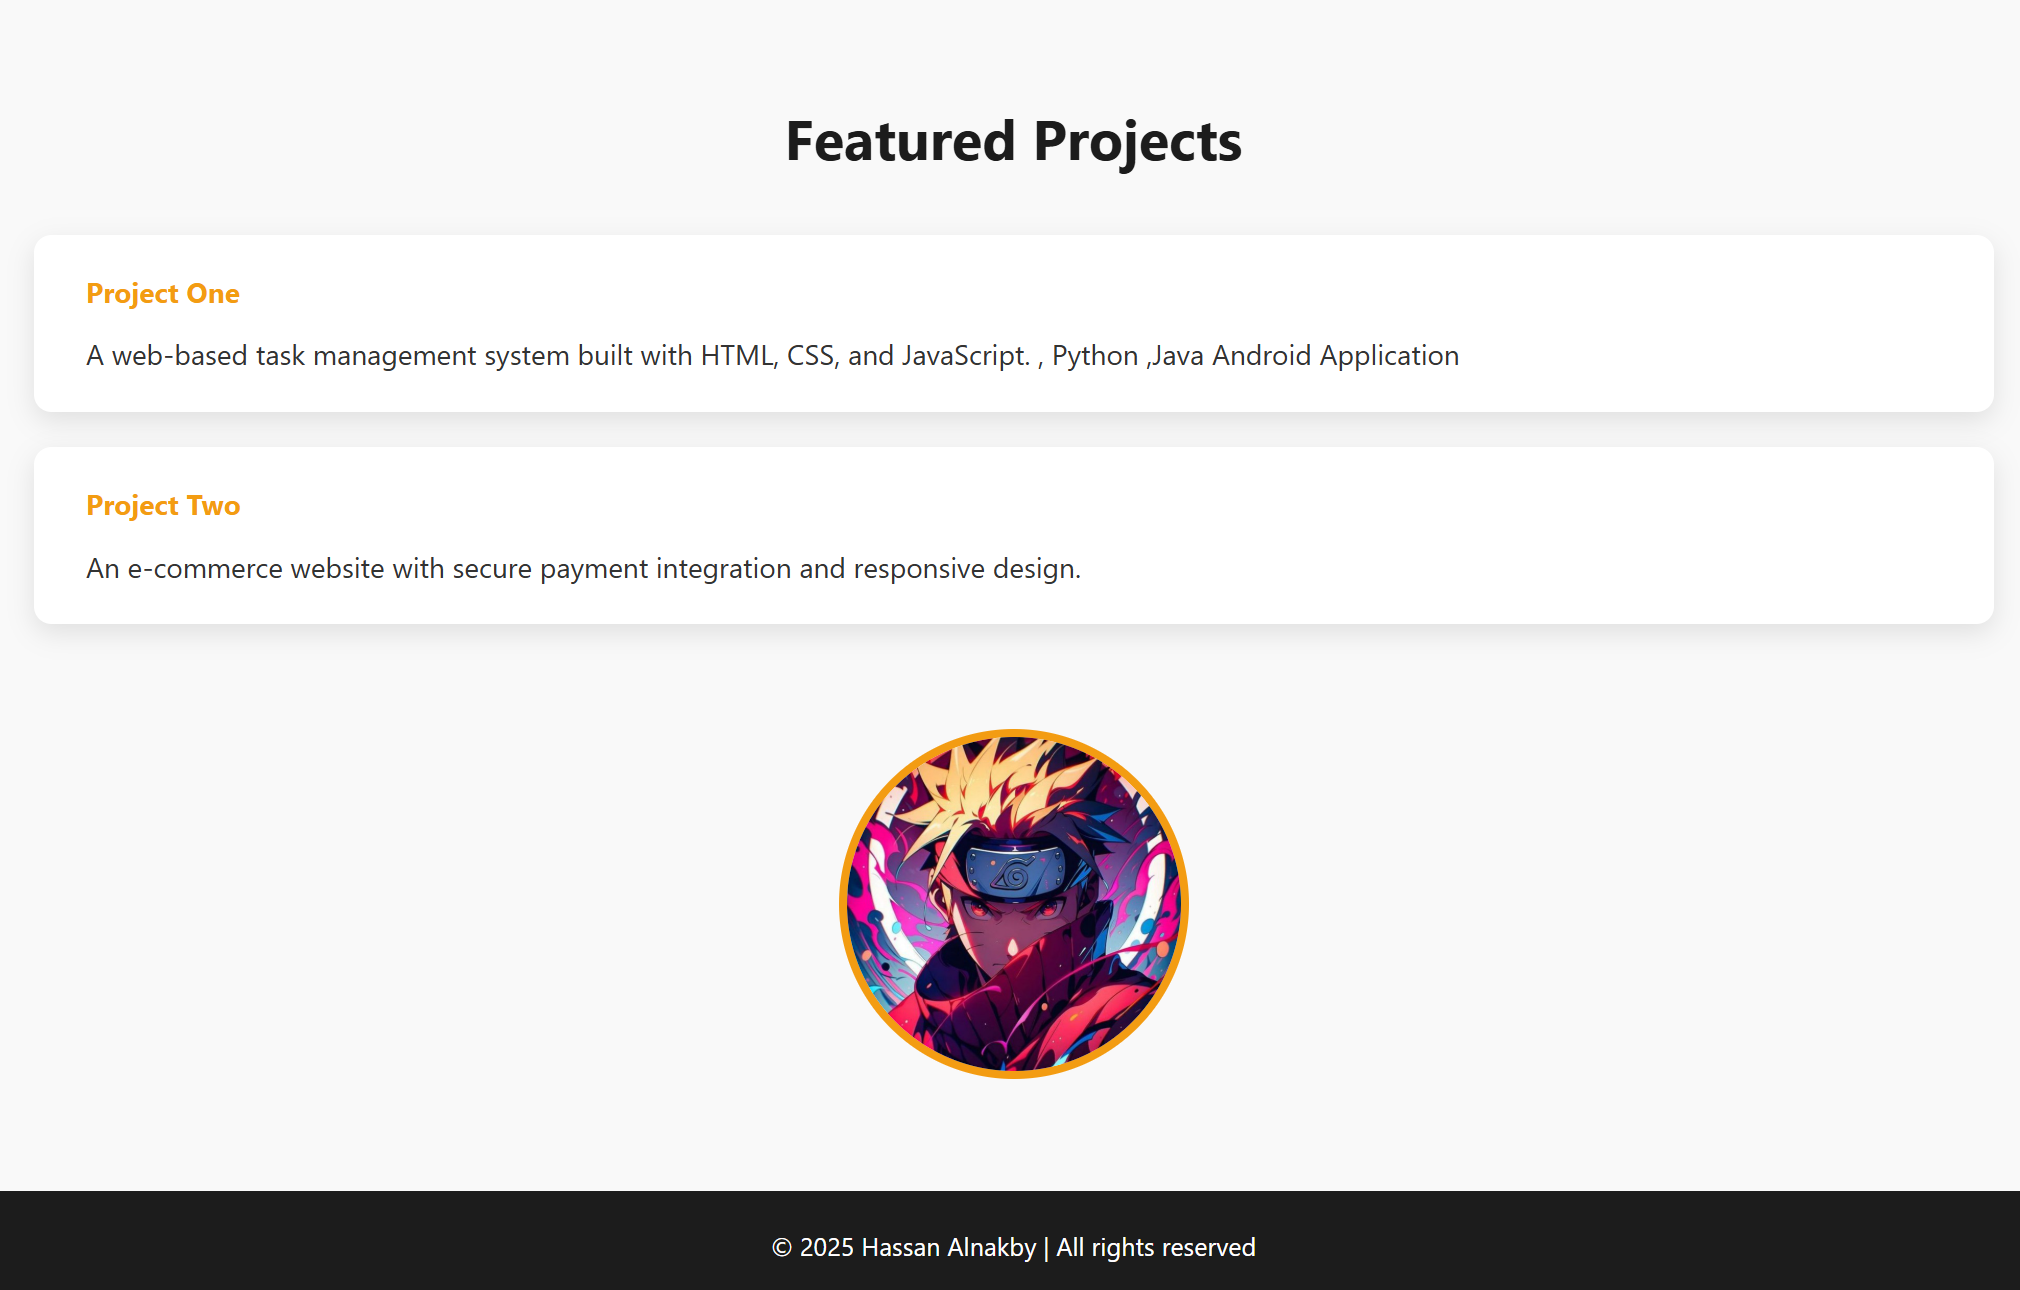 Featured Projects
Project One
A web-based task management system built with HTML, CSS, and JavaScript. , Python ,Java Android Application
Project Two
An e-commerce website with secure payment integration and responsive design.
© 2025 Hassan Alnakby | All rights reserved